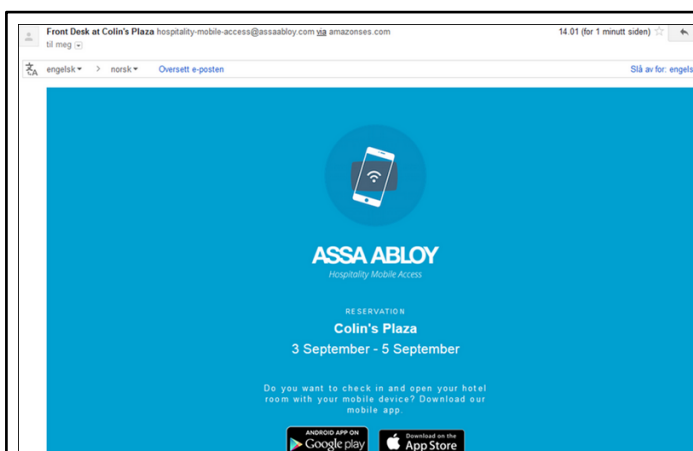 Front Desk at Colin's Plaza hospitality-mobile-access@assaabloy.com via amazonses.com 14.01 (for 1 minutt siden)
til meg
engelsk > norsk Oversett e-posten Slå av for: engels
ASSA ABLOY
Hospitality Mobile Access
RESERVATION
Colin's Plaza
3 September - 5 September
Do you want to check in and open your hotel
room with your mobile device? Download our
mobile app.
ANDROID APP ON
Google play
Download on the
App Store